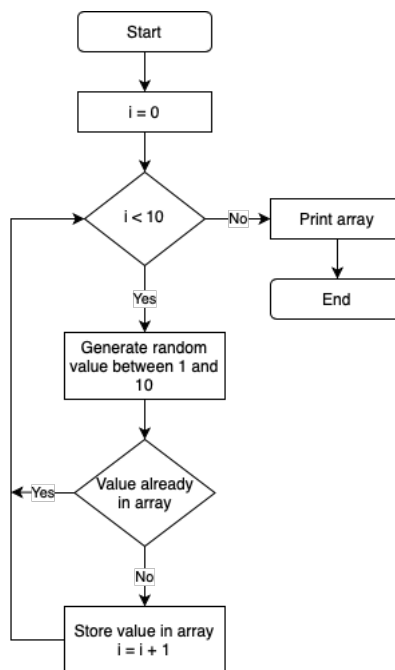 Start
i = 0
i < 10
No
Print array
End
Yes
Generate random
value between 1 and
10
Value already
in array
Yes
No
Store value in array
i = i + 1